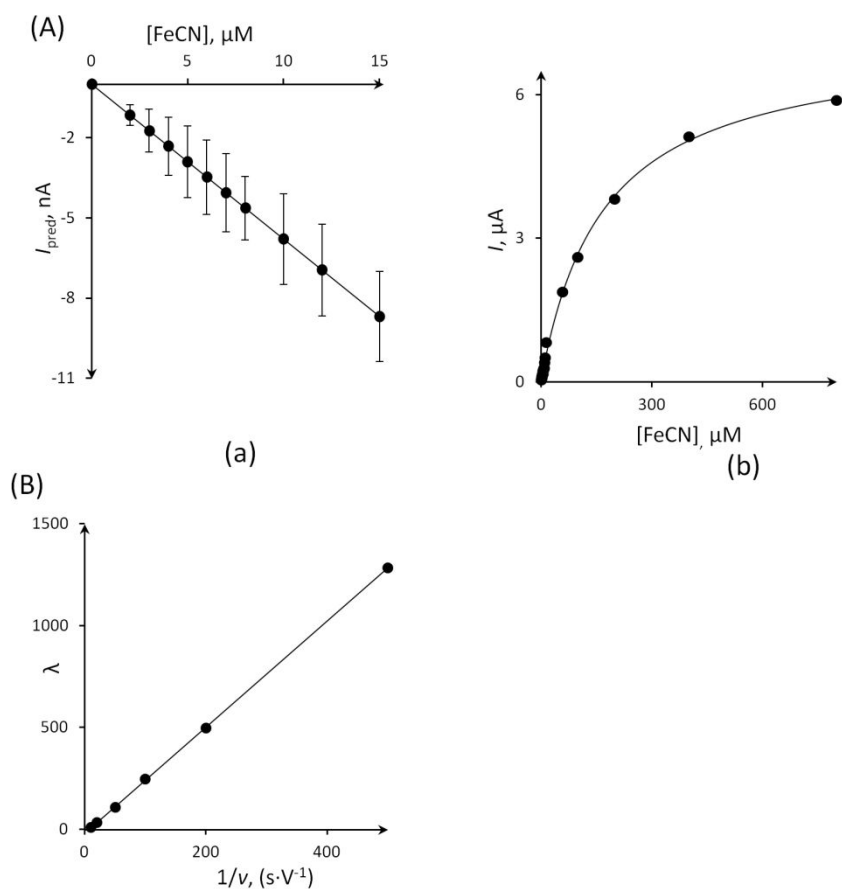 (A)
[FeCN], μM
0 5 10 15
-2
-5
-8
-11
I_pred, nA
(a)
6
3
0
I, μA
0 300 600
[FeCN], μM
(b)
(B)
1500
1000
500
0
λ
0 200 400
1/v, (s·V⁻¹)